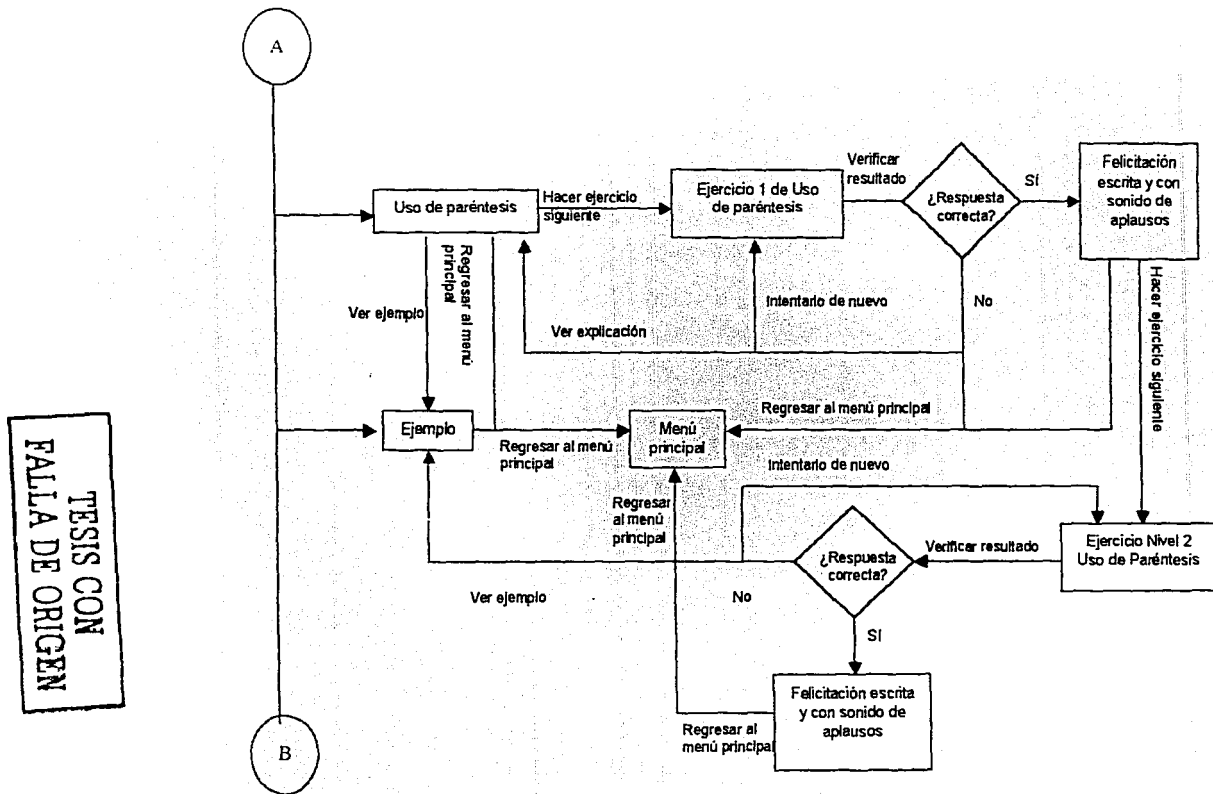 A
Uso de paréntesis
Hacer ejercicio
siguiente
Ejercicio 1 de Uso
de paréntesis
Verificar
resultado
¿Respuesta
correcta?
SÍ
Felicitación
escrita y con
sonido de
aplausos
Ver ejemplo
Regresar al menú
principal
Ver explicación
Intentarlo de nuevo
No
Hacer ejercicio siguiente
Ejemplo
Regresar al menú
principal
Menú
principal
Regresar al menú principal
Intentarlo de nuevo
Regresar
al menú
principal
Ver ejemplo
No
¿Respuesta
correcta?
Verificar resultado
Ejercicio Nivel 2
Uso de Paréntesis
SÍ
Regresar al
menú principal
Felicitación escrita
y con sonido de
aplausos
B
TESIS CON
FALLA DE ORIGEN